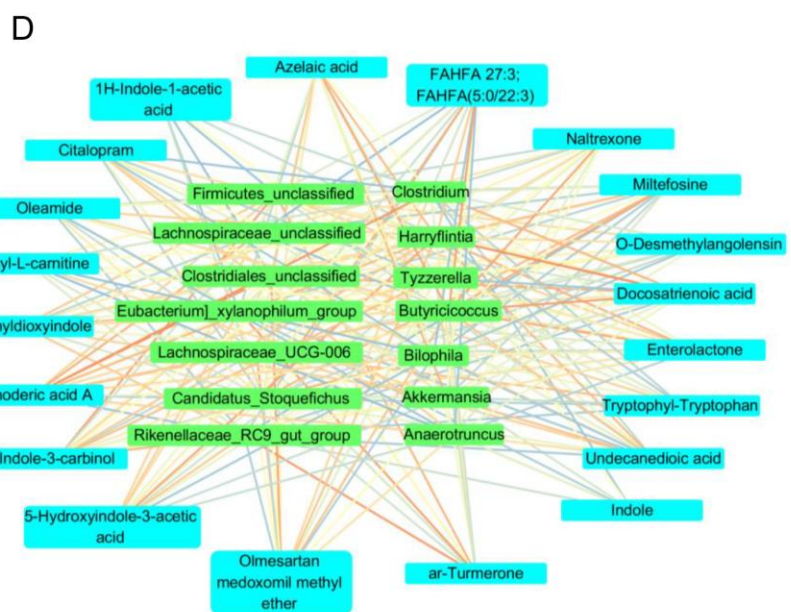 D
Azelaic acid
FAHFA 27:3;
FAHFA(5:0/22:3)
1H-Indole-1-acetic
acid
Naltrexone
Citalopram
Miltefosine
Firmicutes_unclassified
Clostridium
Oleamide
Lachnospiraceae_unclassified
Harryflintia
O-Desmethylangolensin
yl-L-carnitine
Clostridiales_unclassified
Tyzzerella
Docosatrienoic acid
Eubacterium]_xylanophilum_group
Butyricicoccus
nyldioxyindole
Enterolactone
Lachnospiraceae_UCG-006
Bilophila
noderic acid A
Candidatus_Stoquefichus
Akkermansia
Tryptophyl-Tryptophan
Rikenellaceae_RC9_gut_group
Anaerotruncus
Indole-3-carbinol
Undecanedioic acid
Indole
5-Hydroxyindole-3-acetic
acid
Olmesartan
medoxomil methyl
ether
ar-Turmerone